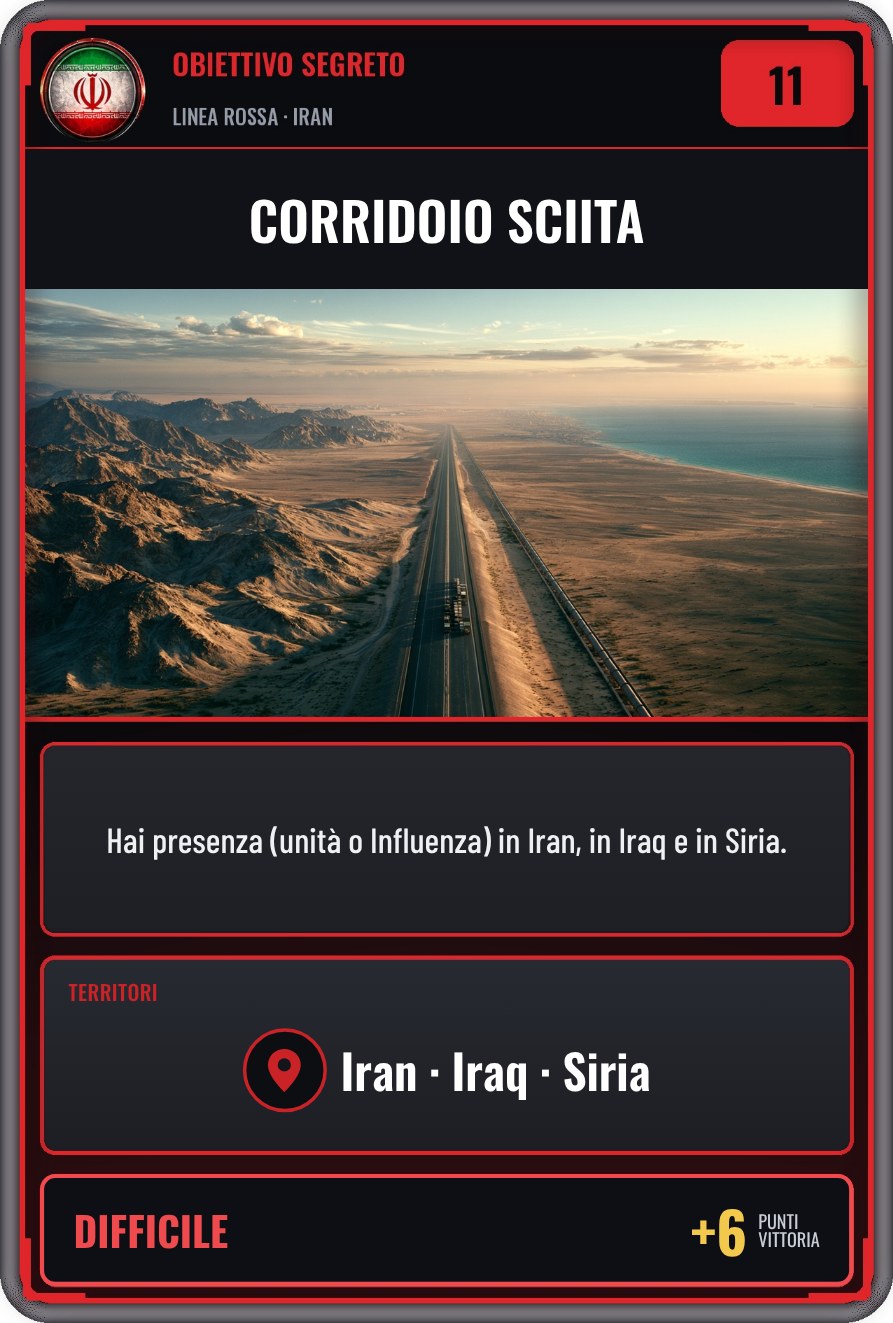 OBIETTIVO SEGRETO
LINEA ROSSA · IRAN
11
CORRIDOIO SCIITA
Hai presenza (unità o Influenza) in Iran, in Iraq e in Siria.
TERRITORI
Iran · Iraq · Siria
DIFFICILE
+6 PUNTI
VITTORIA